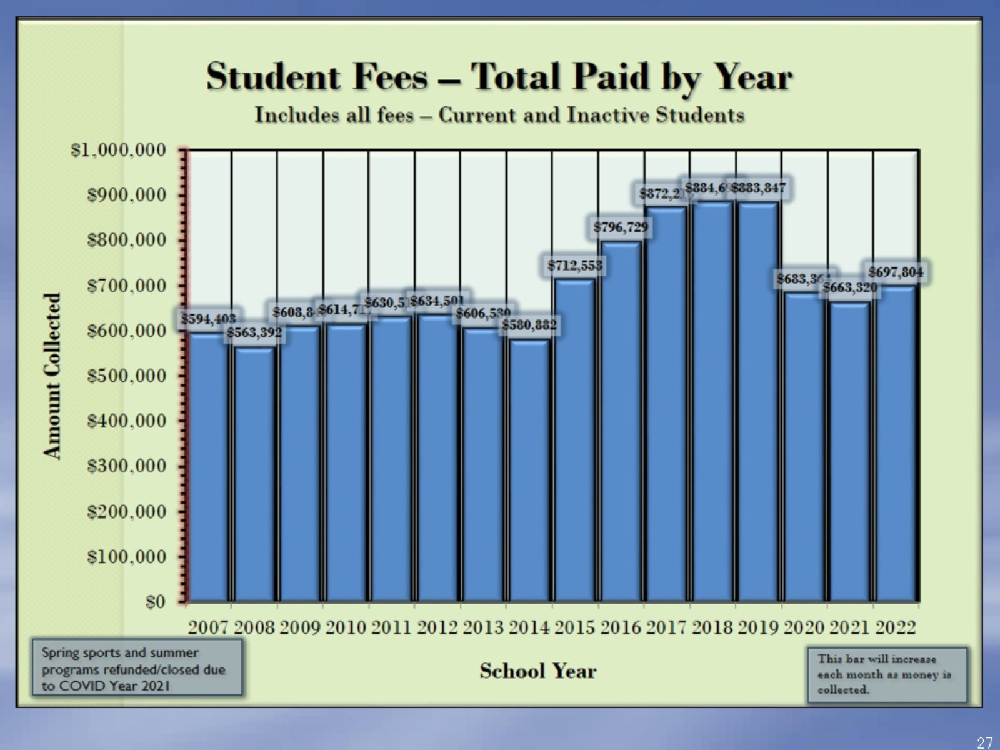 Student Fees – Total Paid by Year
Includes all fees – Current and Inactive Students
$1,000,000
$900,000
$800,000
$700,000
$600,000
$500,000
$400,000
$300,000
$200,000
$100,000
$0
Amount Collected
$594,403
$563,392
$634,501
$606,530
$580,882
$712,553
$796,729
$883,847
$663,320
$697,804
2007 2008 2009 2010 2011 2012 2013 2014 2015 2016 2017 2018 2019 2020 2021 2022
School Year
Spring sports and summer
programs refunded/closed due
to COVID Year 2021
This bar will increase
each month as money is
collected.
27